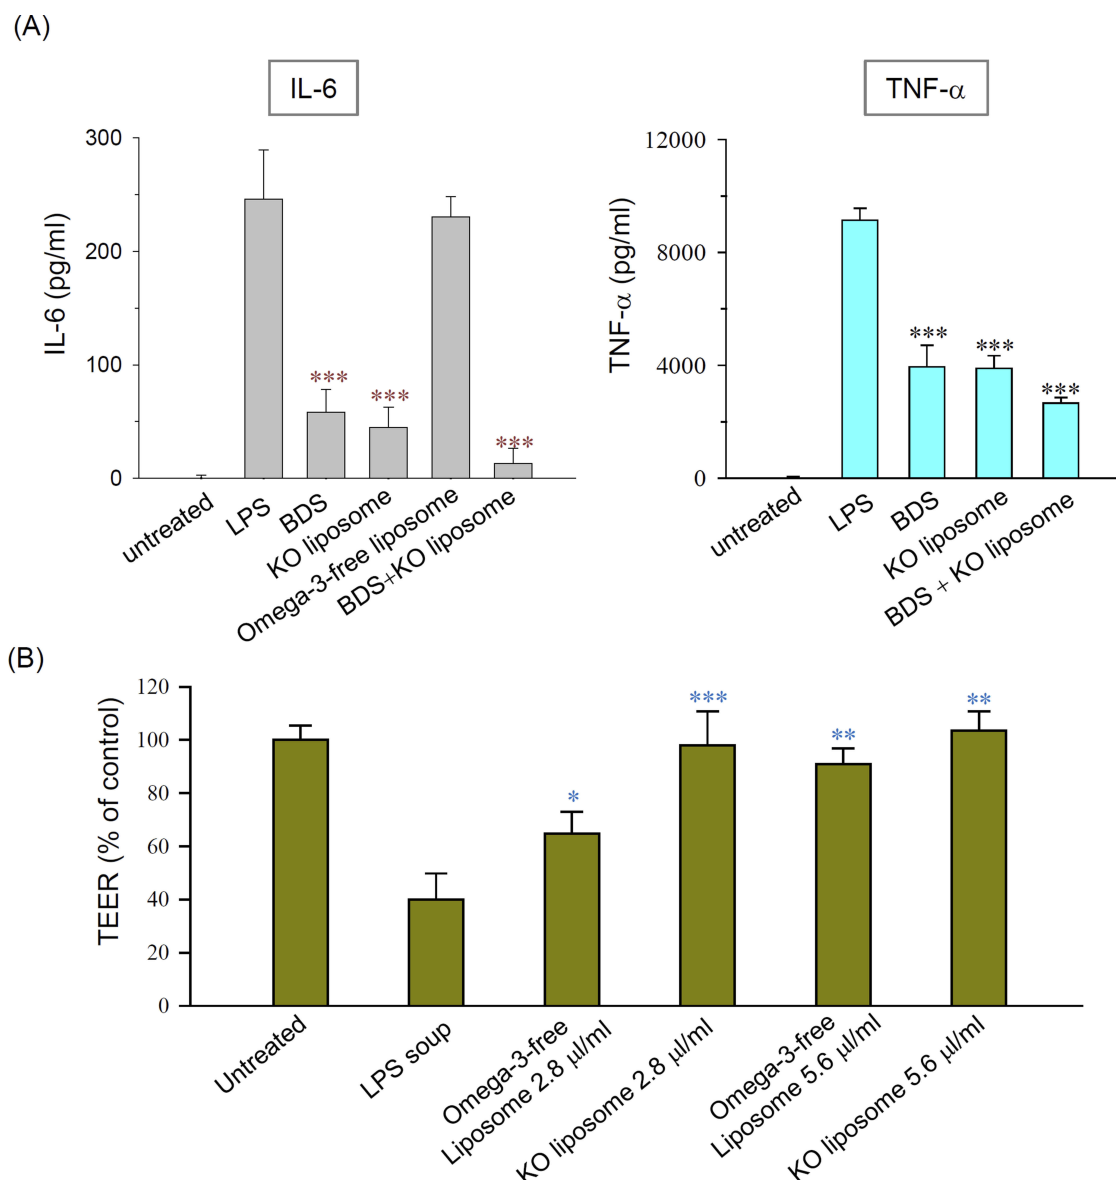 (A)
IL-6
TNF-α
300
200
100
0
IL-6 (pg/ml)
***
***
***
untreated
LPS
BDS
KO liposome
Omega-3-free liposome
BDS+KO liposome
12000
8000
4000
0
TNF-α (pg/ml)
***
***
***
untreated
LPS
BDS
KO liposome
BDS + KO liposome
(B)
120
100
80
60
40
20
0
TEER (% of control)
*
***
**
**
Untreated
LPS soup
Omega-3-free
Liposome 2.8 μl/ml
KO liposome 2.8 μl/ml
Omega-3-free
Liposome 5.6 μl/ml
KO liposome 5.6 μl/ml